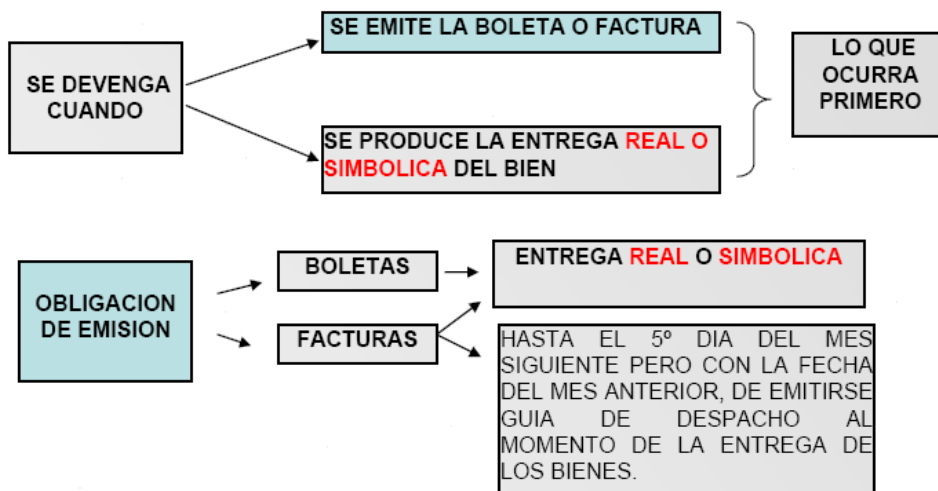 SE DEVENGA
CUANDO
SE EMITE LA BOLETA O FACTURA
SE PRODUCE LA ENTREGA REAL O
SIMBOLICA DEL BIEN
LO QUE
OCURRA
PRIMERO
OBLIGACION
DE EMISION
BOLETAS
FACTURAS
ENTREGA REAL O SIMBOLICA
HASTA EL 5º DIA DEL MES
SIGUIENTE PERO CON LA FECHA
DEL MES ANTERIOR, DE EMITIRSE
GUIA DE DESPACHO AL
MOMENTO DE LA ENTREGA DE
LOS BIENES.